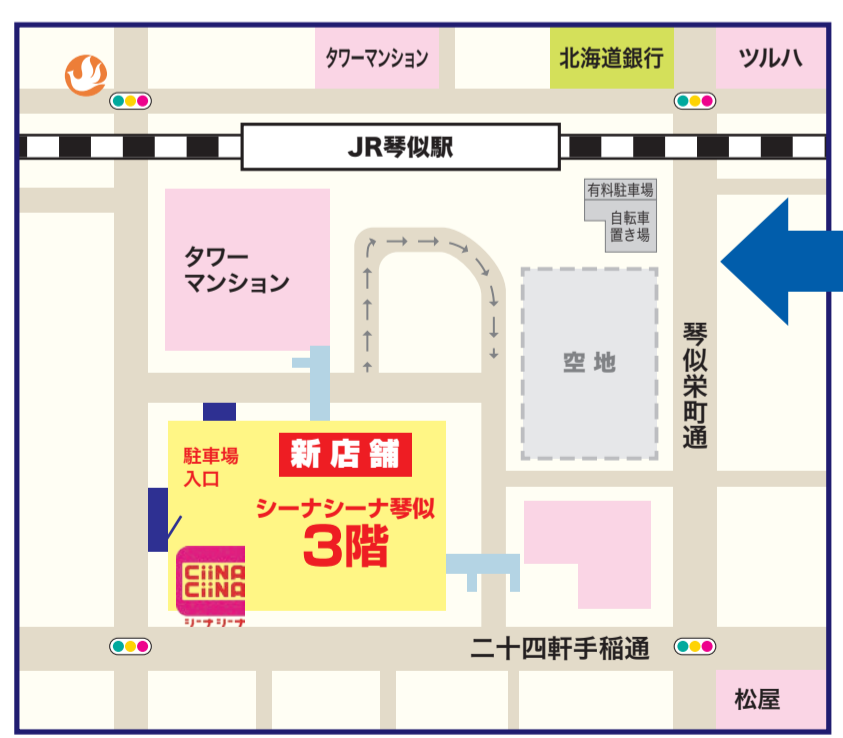 タワーマンション
北海道銀行
ツルハ
JR琴似駅
有料駐車場
自転車
置き場
タワー
マンション
空地
琴似栄町通
駐車場
入口
新店舗
シーナシーナ琴似
3階
CiiNA
CiiNA
シーナシーナ
二十四軒手稲通
松屋